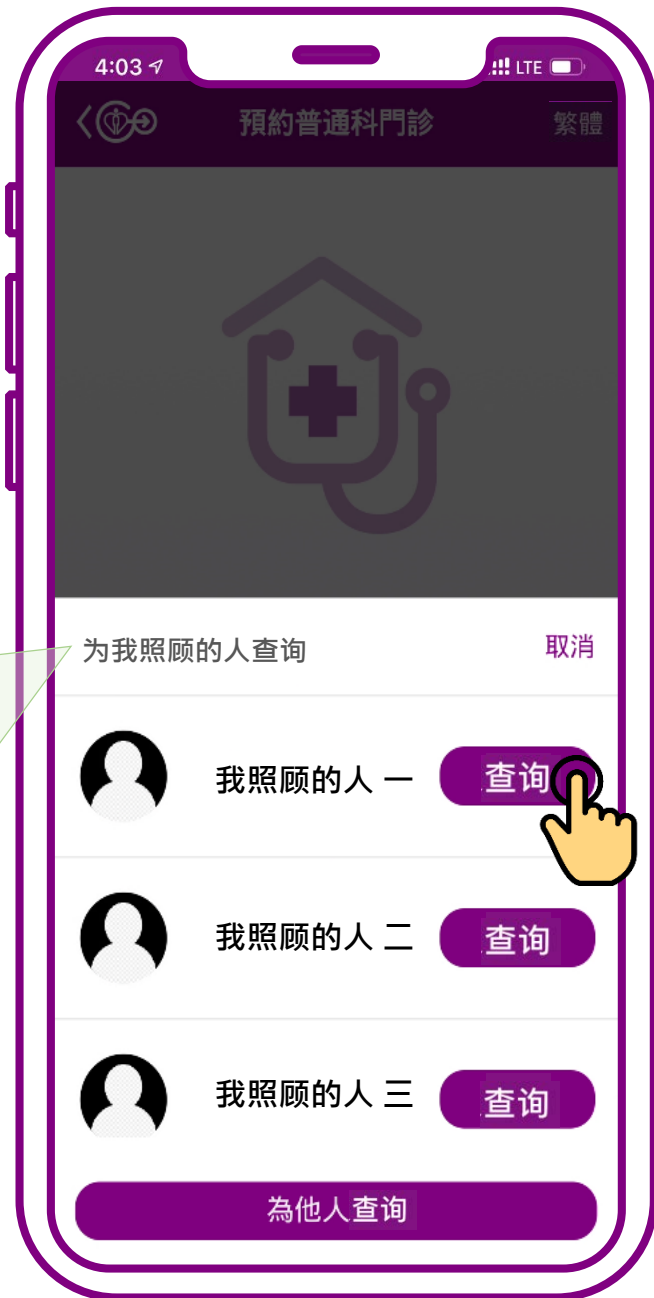 4:03 LTE
預約普通科門診 繁體
为我照顾的人查询 取消
我照顾的人 一 查询
我照顾的人 二 查询
我照顾的人 三 查询
為他人查询